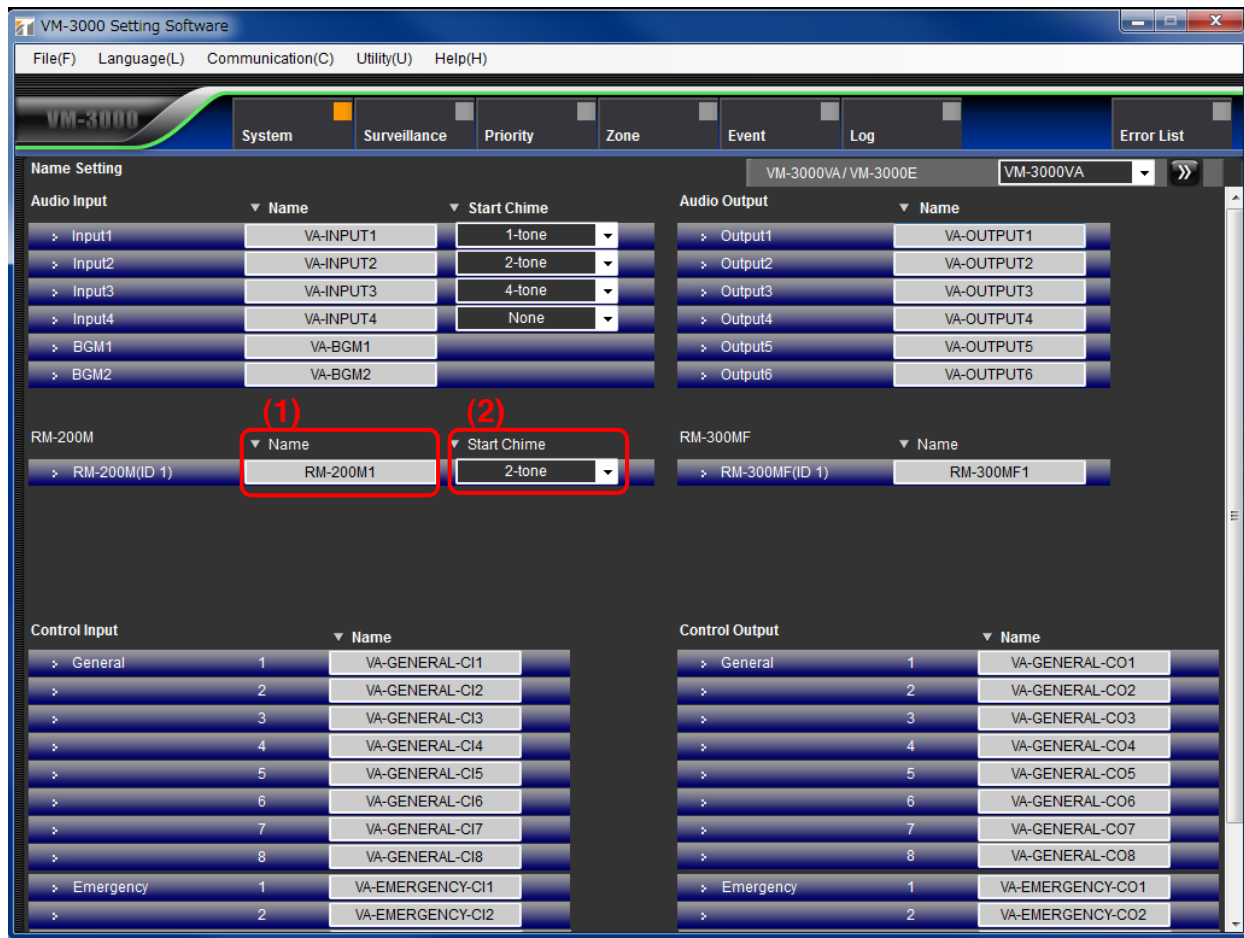 VM-3000 Setting Software
File(F) Language(L) Communication(C) Utility(U) Help(H)
VM-3000
System Surveillance Priority Zone Event Log Error List
Name Setting VM-3000VA / VM-3000E VM-3000VA
Audio Input Name Start Chime Audio Output Name
Input1 VA-INPUT1 1-tone Output1 VA-OUTPUT1
Input2 VA-INPUT2 2-tone Output2 VA-OUTPUT2
Input3 VA-INPUT3 4-tone Output3 VA-OUTPUT3
Input4 VA-INPUT4 None Output4 VA-OUTPUT4
BGM1 VA-BGM1 Output5 VA-OUTPUT5
BGM2 VA-BGM2 Output6 VA-OUTPUT6
(1) (2)
RM-200M Name Start Chime RM-300MF Name
RM-200M(ID 1) RM-200M1 2-tone RM-300MF(ID 1) RM-300MF1
Control Input Name Control Output Name
General 1 VA-GENERAL-CI1 General 1 VA-GENERAL-CO1
2 VA-GENERAL-CI2 2 VA-GENERAL-CO2
3 VA-GENERAL-CI3 3 VA-GENERAL-CO3
4 VA-GENERAL-CI4 4 VA-GENERAL-CO4
5 VA-GENERAL-CI5 5 VA-GENERAL-CO5
6 VA-GENERAL-CI6 6 VA-GENERAL-CO6
7 VA-GENERAL-CI7 7 VA-GENERAL-CO7
8 VA-GENERAL-CI8 8 VA-GENERAL-CO8
Emergency 1 VA-EMERGENCY-CI1 Emergency 1 VA-EMERGENCY-CO1
2 VA-EMERGENCY-CI2 2 VA-EMERGENCY-CO2